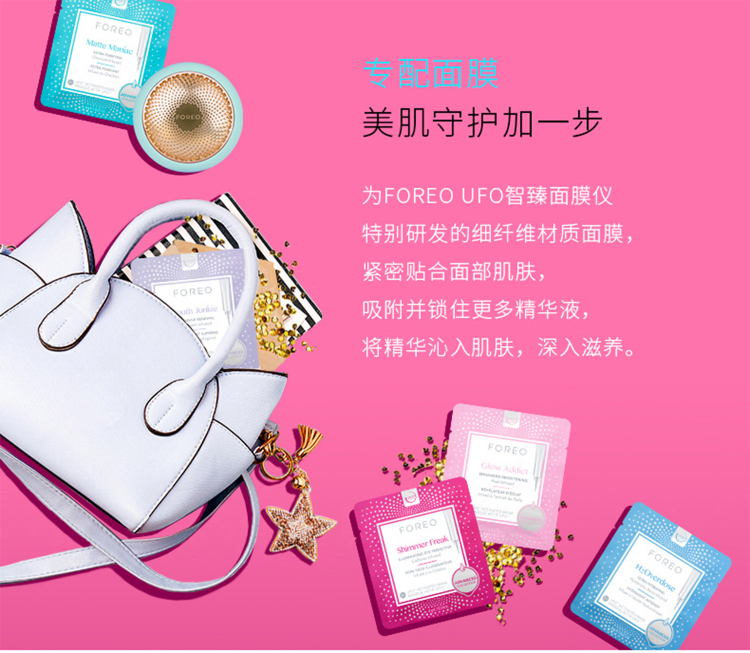 FOREO
Matte Maniac
FOREO
专配面膜
美肌守护加一步
为FOREO UFO智臻面膜仪
特别研发的细纤维材质面膜，
紧密贴合面部肌肤，
吸附并锁住更多精华液，
将精华沁入肌肤，深入滋养。
FOREO
uth Junkie
FOREO
Glow Addict
FOREO
Shimmer Freak
FOREO
H2Overdose